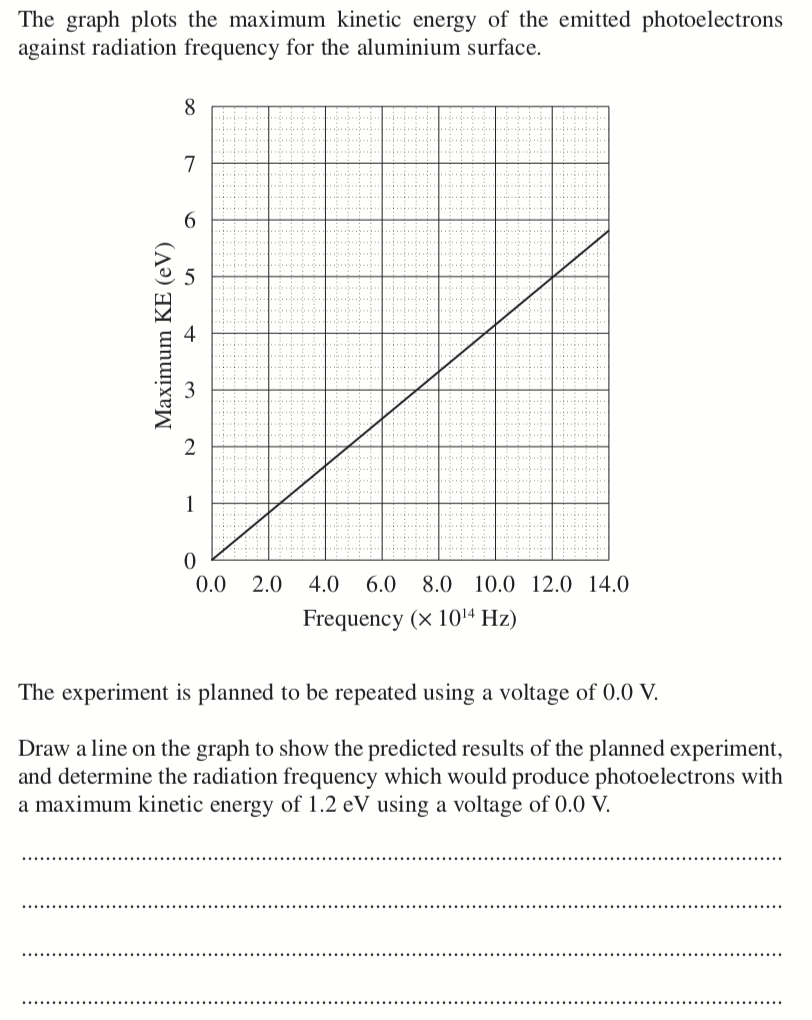 The graph plots the maximum kinetic energy of the emitted photoelectrons
against radiation frequency for the aluminium surface.
8
7
6
5
4
3
2
1
0
Maximum KE (eV)
0.0 2.0 4.0 6.0 8.0 10.0 12.0 14.0
Frequency (× 10¹⁴ Hz)
The experiment is planned to be repeated using a voltage of 0.0 V.
Draw a line on the graph to show the predicted results of the planned experiment,
and determine the radiation frequency which would produce photoelectrons with
a maximum kinetic energy of 1.2 eV using a voltage of 0.0 V.